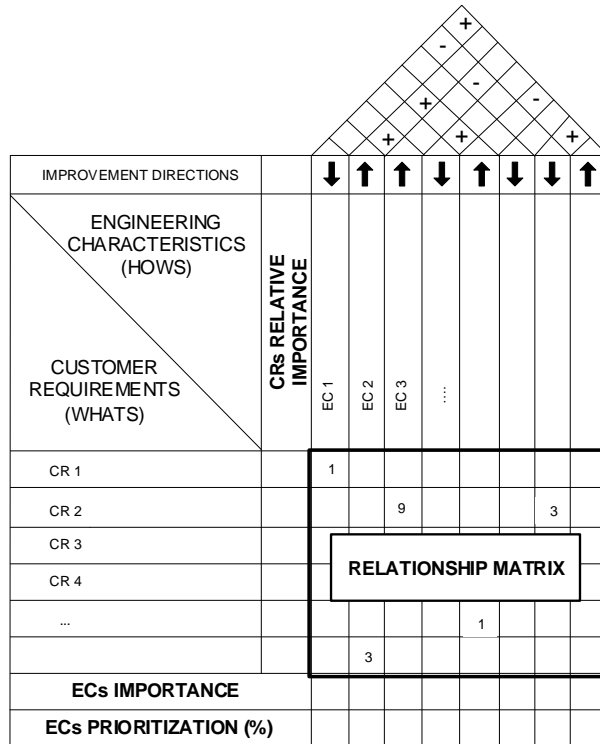 +
-
-
+
-
+
+
+
IMPROVEMENT DIRECTIONS
ENGINEERING
CHARACTERISTICS
(HOWS)
CUSTOMER
REQUIREMENTS
(WHATS)
CRs RELATIVE
IMPORTANCE
EC 1
EC 2
EC 3
....
CR 1
1
CR 2
9
3
CR 3
CR 4
RELATIONSHIP MATRIX
...
1
3
ECs IMPORTANCE
ECs PRIORITIZATION (%)